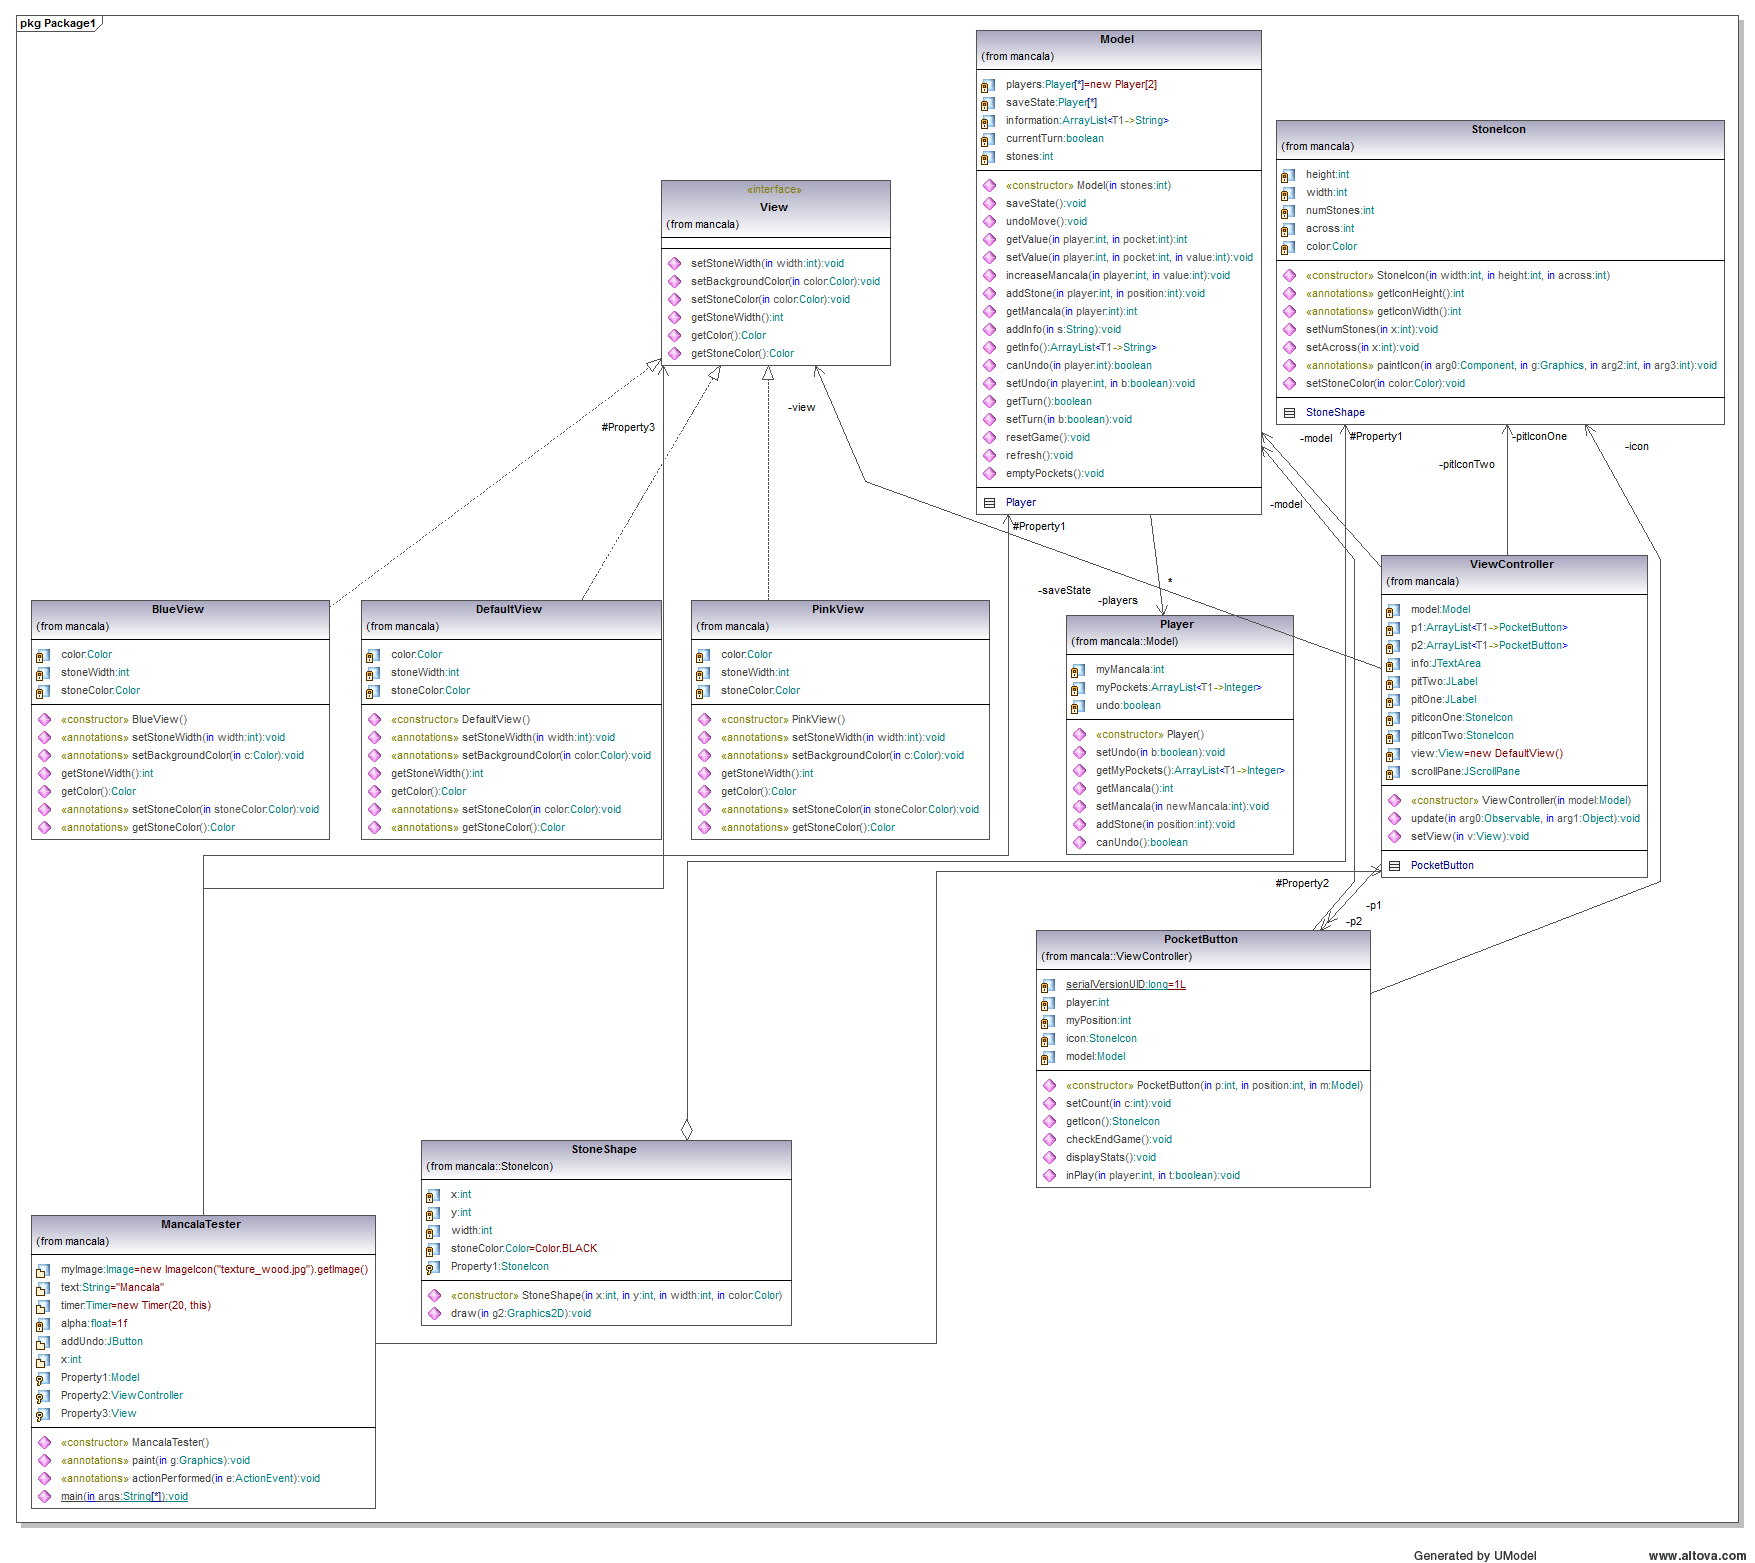 pkg Package1
Model
(from mancala)
players:Player[*]=new Player[2]
saveState:Player[*]
information:ArrayList<T1->String>
currentTurn:boolean
stones:int
«constructor» Model(in stones:int)
saveState():void
undoMove():void
getValue(in player:int, in pocket:int):int
setValue(in player:int, in pocket:int, in value:int):void
increaseMancala(in player:int, in value:int):void
addStone(in player:int, in position:int):void
getMancala(in player:int):int
addInfo(in s:String):void
getInfo():ArrayList<T1->String>
canUndo(in player:int):boolean
setUndo(in player:int, in b:boolean):void
getTurn():boolean
setTurn(in b:boolean):void
resetGame():void
refresh():void
emptyPockets():void
Player
StoneIcon
(from mancala)
height:int
width:int
numStones:int
across:int
color:Color
«constructor» StoneIcon(in width:int, in height:int, in across:int)
«annotations» getIconHeight():int
«annotations» getIconWidth():int
setNumStones(in x:int):void
setAcross(in x:int):void
«annotations» paintIcon(in arg0:Component, in g:Graphics, in arg2:int, in arg3:int):void
setStoneColor(in color:Color):void
StoneShape
«interface»
View
(from mancala)
setStoneWidth(in width:int):void
setBackgroundColor(in color:Color):void
setStoneColor(in color:Color):void
getStoneWidth():int
getColor():Color
getStoneColor():Color
-view
#Property3
-model
#Property1
-pitIconOne
-icon
-pitIconTwo
-model
#Property1
*
-saveState
-players
BlueView
(from mancala)
color:Color
stoneWidth:int
stoneColor:Color
«constructor» BlueView()
«annotations» setStoneWidth(in width:int):void
«annotations» setBackgroundColor(in c:Color):void
getStoneWidth():int
getColor():Color
«annotations» setStoneColor(in stoneColor:Color):void
«annotations» getStoneColor():Color
DefaultView
(from mancala)
color:Color
stoneWidth:int
stoneColor:Color
«constructor» DefaultView()
«annotations» setStoneWidth(in width:int):void
«annotations» setBackgroundColor(in color:Color):void
getStoneWidth():int
getColor():Color
«annotations» setStoneColor(in color:Color):void
«annotations» getStoneColor():Color
PinkView
(from mancala)
color:Color
stoneWidth:int
stoneColor:Color
«constructor» PinkView()
«annotations» setStoneWidth(in width:int):void
«annotations» setBackgroundColor(in c:Color):void
getStoneWidth():int
getColor():Color
«annotations» setStoneColor(in stoneColor:Color):void
«annotations» getStoneColor():Color
Player
(from mancala::Model)
myMancala:int
myPockets:ArrayList<T1->Integer>
undo:boolean
«constructor» Player()
setUndo(in b:boolean):void
getMyPockets():ArrayList<T1->Integer>
getMancala():int
setMancala(in newMancala:int):void
addStone(in position:int):void
canUndo():boolean
ViewController
(from mancala)
model:Model
p1:ArrayList<T1->PocketButton>
p2:ArrayList<T1->PocketButton>
info:JTextArea
pitTwo:JLabel
pitOne:JLabel
pitIconOne:StoneIcon
pitIconTwo:StoneIcon
view:View=new DefaultView()
scrollPane:JScrollPane
«constructor» ViewController(in model:Model)
update(in arg0:Observable, in arg1:Object):void
setView(in v:View):void
PocketButton
#Property2
-p1
-p2
PocketButton
(from mancala::ViewController)
serialVersionUID:long=1L
player:int
myPosition:int
icon:StoneIcon
model:Model
«constructor» PocketButton(in p:int, in position:int, in m:Model)
setCount(in c:int):void
getIcon():StoneIcon
checkEndGame():void
displayStats():void
inPlay(in player:int, in t:boolean):void
StoneShape
(from mancala::StoneIcon)
x:int
y:int
width:int
stoneColor:Color=Color.BLACK
Property1:StoneIcon
«constructor» StoneShape(in x:int, in y:int, in width:int, in color:Color)
draw(in g2:Graphics2D):void
MancalaTester
(from mancala)
myImage:Image=new ImageIcon("texture_wood.jpg").getImage()
text:String="Mancala"
timer:Timer=new Timer(20, this)
alpha:float=1f
addUndo:JButton
x:int
Property1:Model
Property2:ViewController
Property3:View
«constructor» MancalaTester()
«annotations» paint(in g:Graphics):void
«annotations» actionPerformed(in e:ActionEvent):void
main(in args:String[*]):void
Generated by UModel
www.altova.com